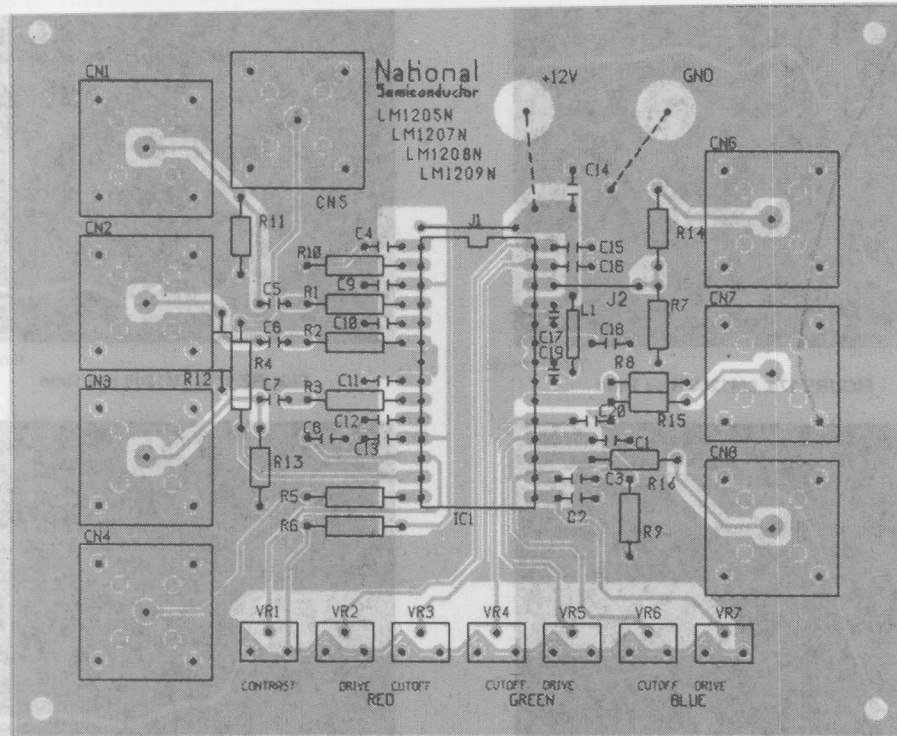 National
Semiconductor
LM1205N
LM1207N
LM1208N
LM1209N
+12V
GND
CN1
CN5
CN6
C14
J1
R11
C4
C15
R14
CN2
R10
C16
C9
J2
C5
R1
L1
R7
CN7
C10
C17
C18
C6
R2
C19
R4
R8
R12
CN3
C11
C7
R3
R15
C20
C12
C8
C13
C1
CN8
R13
C3
R16
R5
IC1
C2
R9
R6
CN4
VR1
VR2
VR3
VR4
VR5
VR6
VR7
CONTRAST
DRIVE
CUTOFF
CUTOFF
DRIVE
CUTOFF
DRIVE
RED
GREEN
BLUE